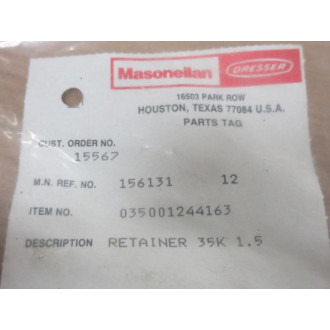 Masoneilan DRESSER
16503 PARK ROW
HOUSTON, TEXAS 77084 U.S.A.
PARTS TAG
CUST. ORDER NO.
15567
M.N. REF. NO. 156131 12
ITEM NO. 035001244163
DESCRIPTION RETAINER 35K 1.5